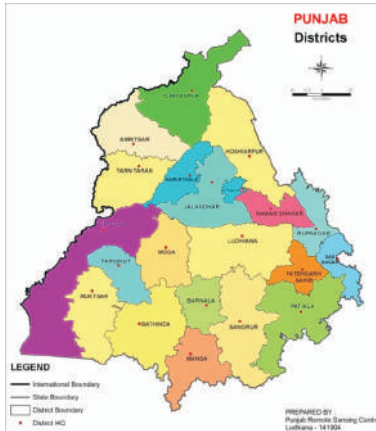 PUNJAB
Districts
GURDASPUR
AMRITSAR
TARN TARAN
HOSHIARPUR
KAPURTHALA
JALANDHAR
NAWAN SHAHAR
RUPNAGAR
LUDHIANA
MOGA
FARIDKOT
FATEHGARH
SAHIB
PATIALA
MUKTSAR
BARNALA
BATHINDA
SANGRUR
MANSA
LEGEND
International Boundary
State Boundary
District Boundary
District HQ
PREPARED BY :
Punjab Remote Sensing Centre
Ludhiana - 141004